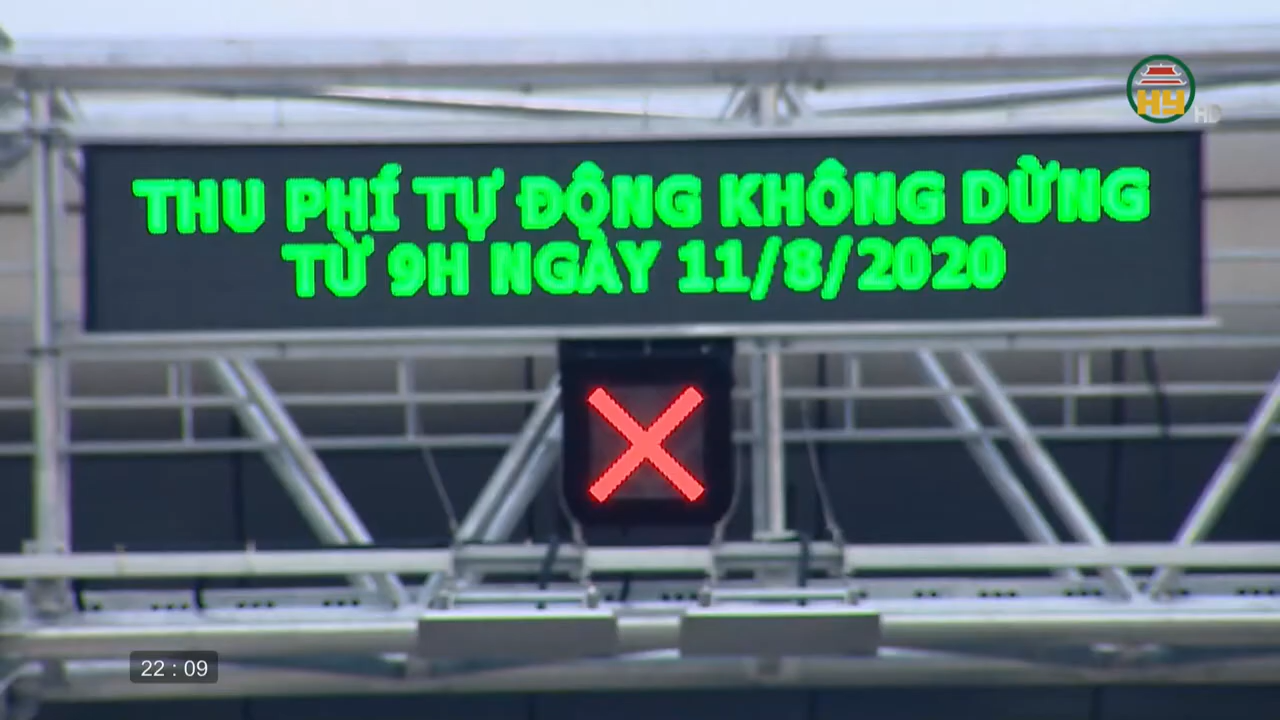 HY
HD
THU PHÍ TỰ ĐỘNG KHÔNG DỪNG
TỪ 9H NGÀY 11/8/2020
22 : 09